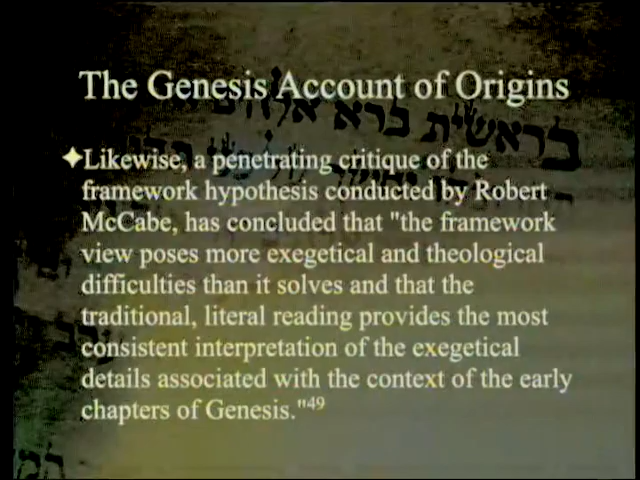 The Genesis Account of Origins
בראשית ברא אלהים
✦Likewise, a penetrating critique of the
framework hypothesis conducted by Robert
McCabe, has concluded that "the framework
view poses more exegetical and theological
difficulties than it solves and that the
traditional, literal reading provides the most
consistent interpretation of the exegetical
details associated with the context of the early
chapters of Genesis."49